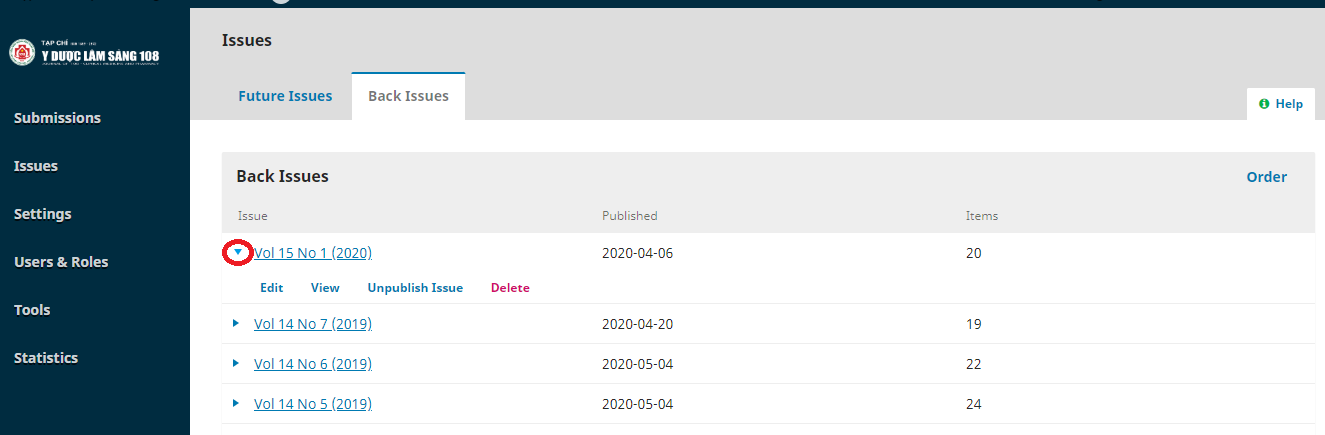 Issues
TẠP CHÍ
Y DƯỢC LÂM SÀNG 108
Future Issues
Back Issues
Help
Submissions
Issues
Settings
Users & Roles
Tools
Statistics
Back Issues
Order
Issue Published Items
Vol 15 No 1 (2020) 2020-04-06 20
Edit View Unpublish Issue Delete
Vol 14 No 7 (2019) 2020-04-20 19
Vol 14 No 6 (2019) 2020-05-04 22
Vol 14 No 5 (2019) 2020-05-04 24